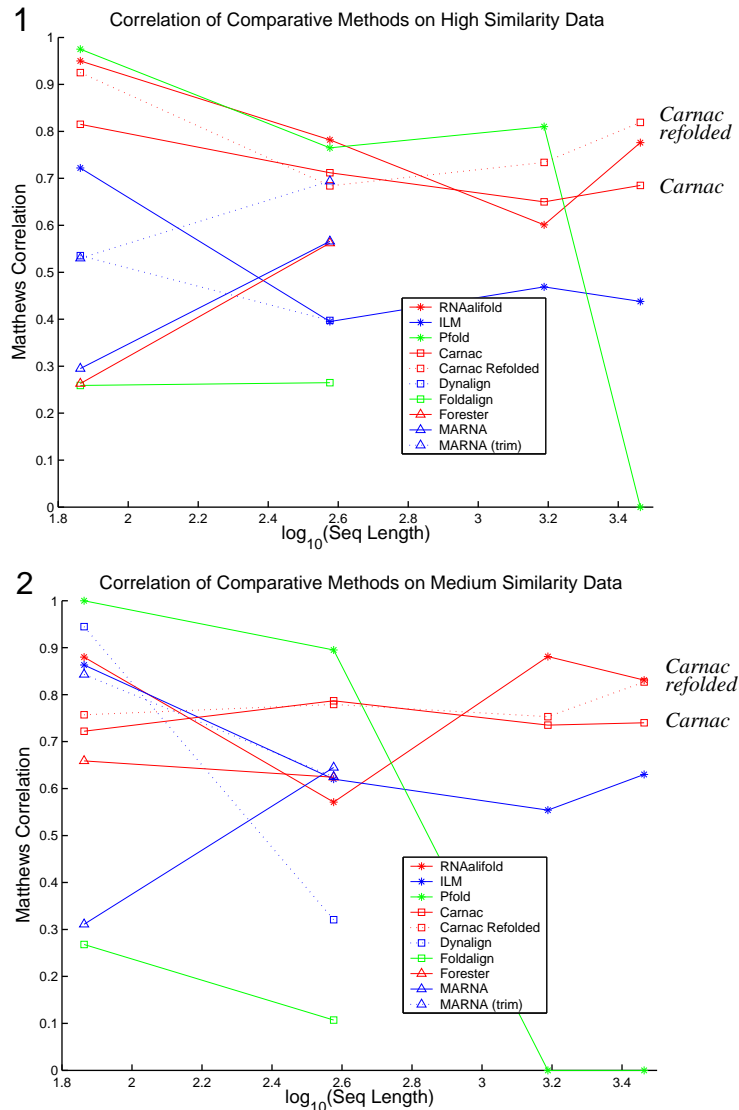 1
Correlation of Comparative Methods on High Similarity Data
1
0.9
0.8
0.7
0.6
0.5
0.4
0.3
0.2
0.1
0
Matthews Correlation
Carnac
refolded
Carnac
RNAalifold
ILM
Pfold
Carnac
Carnac Refolded
Dynalign
Foldalign
Forester
MARNA
MARNA (trim)
1.8 2 2.2 2.4 2.6 2.8 3 3.2 3.4
log10(Seq Length)
2
Correlation of Comparative Methods on Medium Similarity Data
1
0.9
0.8
0.7
0.6
0.5
0.4
0.3
0.2
0.1
0
Matthews Correlation
Carnac
refolded
Carnac
RNAalifold
ILM
Pfold
Carnac
Carnac Refolded
Dynalign
Foldalign
Forester
MARNA
MARNA (trim)
1.8 2 2.2 2.4 2.6 2.8 3 3.2 3.4
log10(Seq Length)